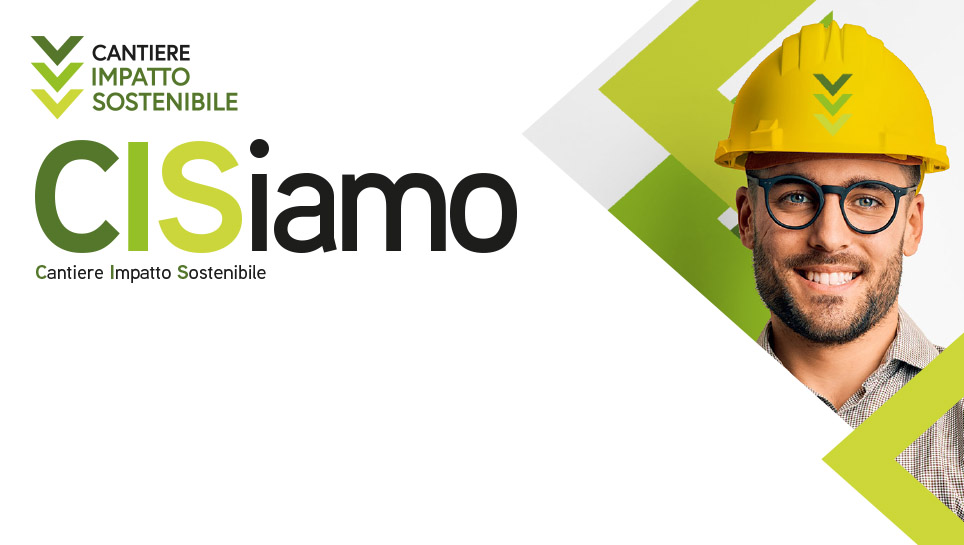 CANTIERE
IMPATTO
SOSTENIBILE
CISiamo
Cantiere Impatto Sostenibile